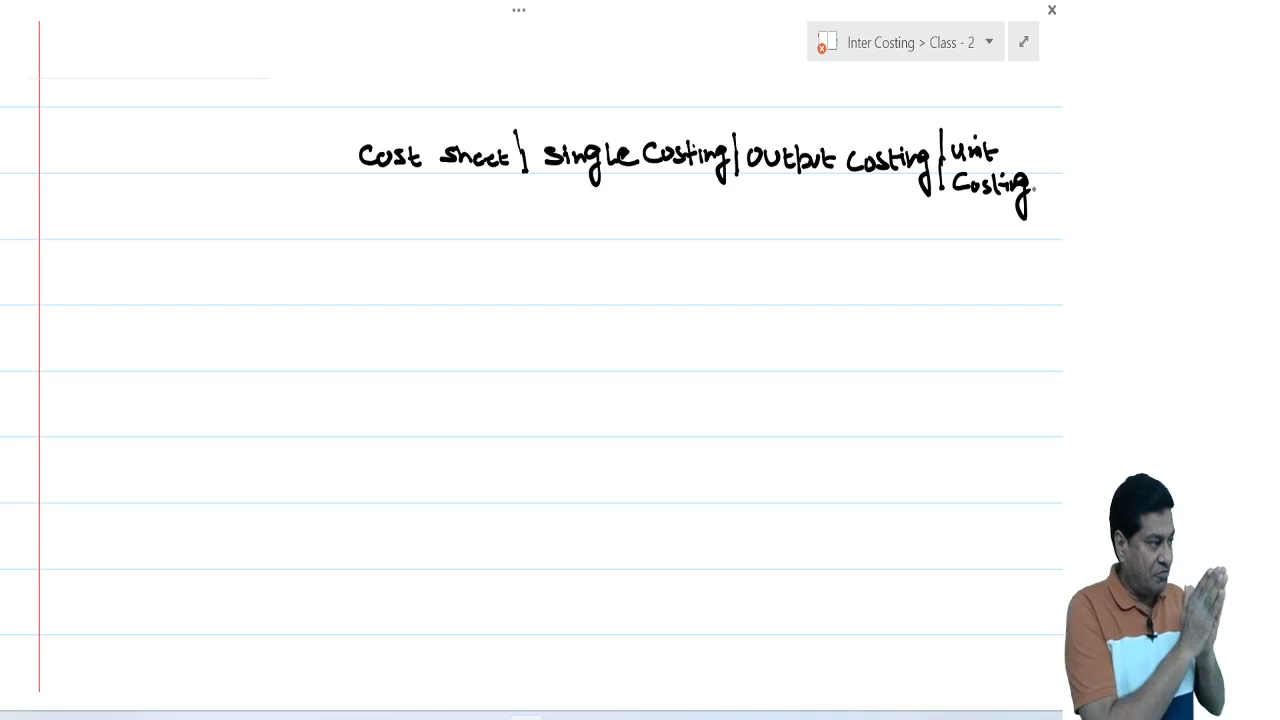 ...
x
Inter Costing > Class - 2
Cost sheet | Single Costing | Output Costing | Unit
Costing